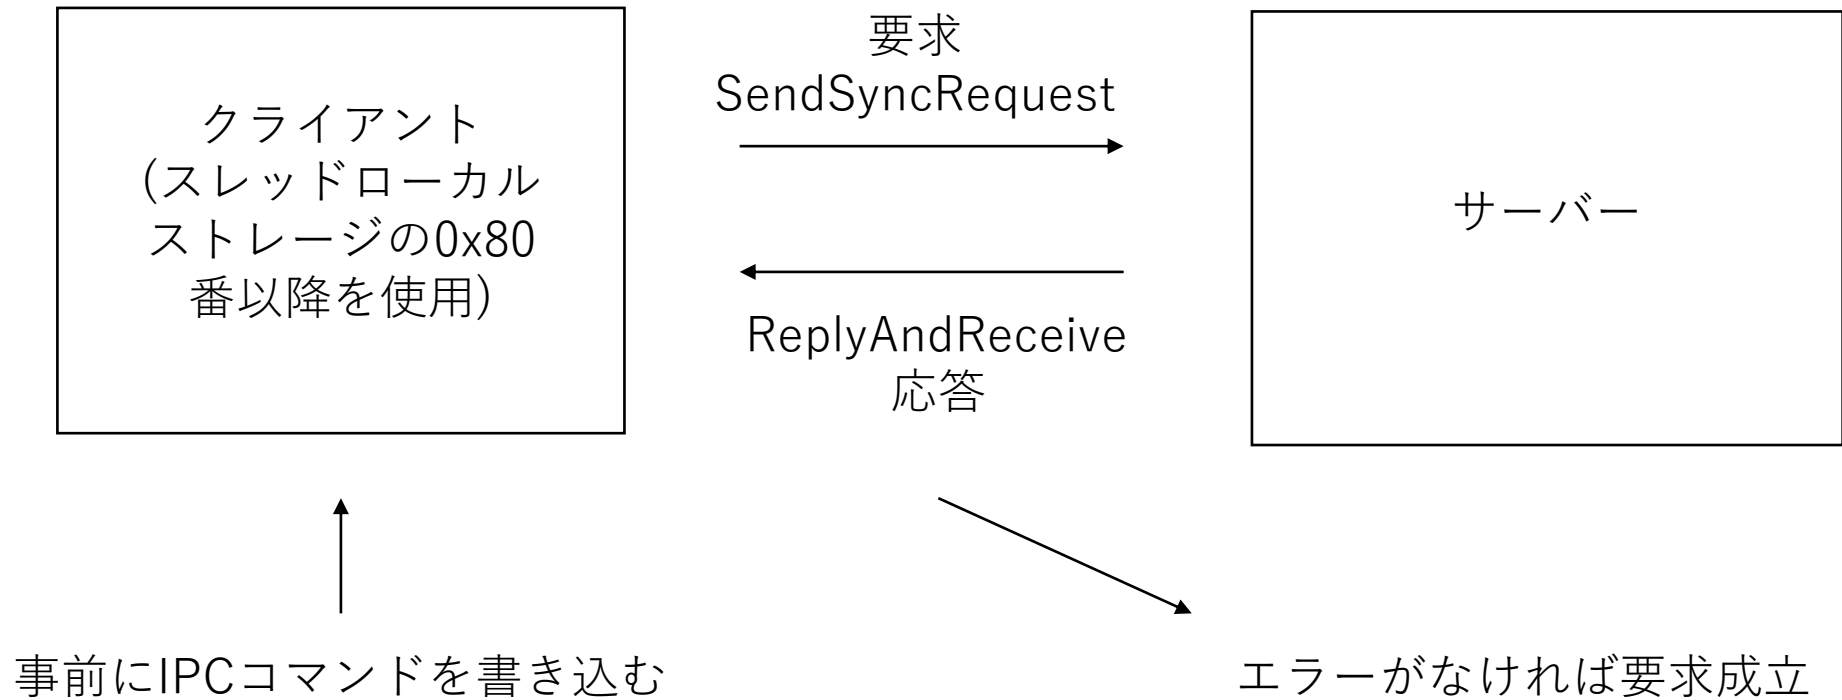 クライアント
(スレッドローカル
ストレージの0x80
番以降を使用)
要求
SendSyncRequest
ReplyAndReceive
応答
サーバー
事前にIPCコマンドを書き込む
エラーがなければ要求成立